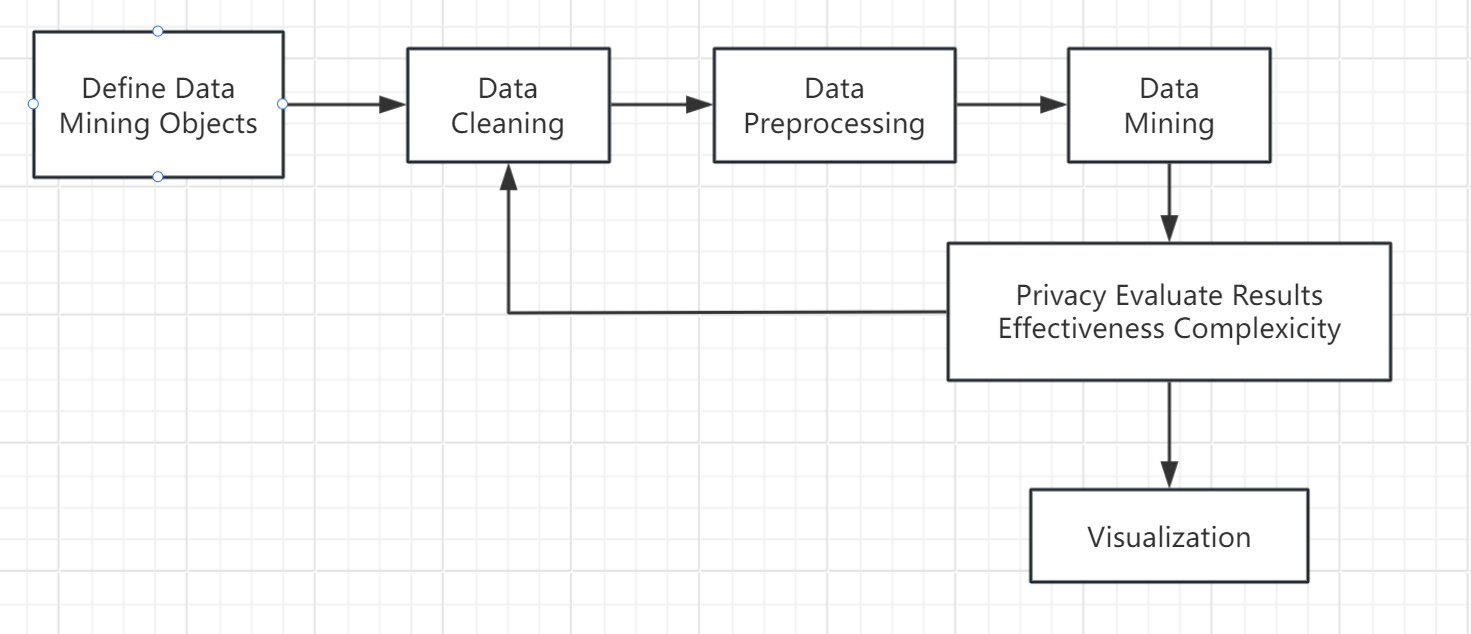 Define Data
Mining Objects
Data
Cleaning
Data
Preprocessing
Data
Mining
Privacy Evaluate Results
Effectiveness Complexicity
Visualization